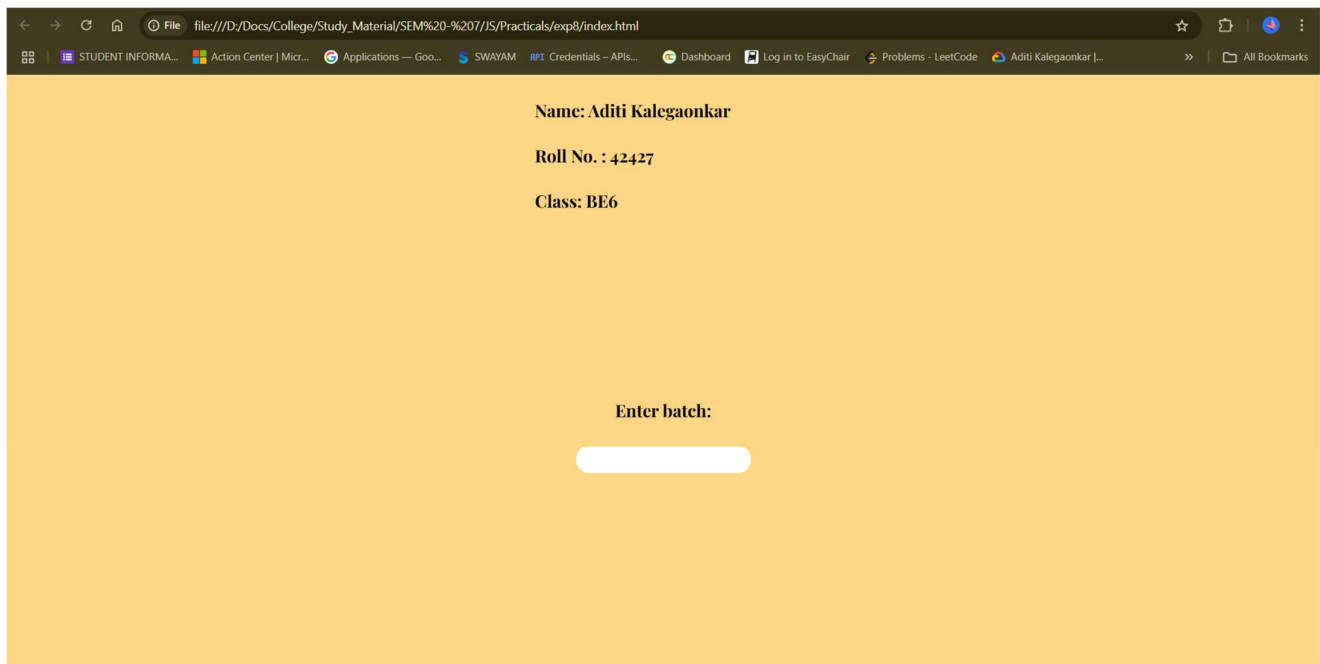 File file:///D:/Docs/College/Study_Material/SEM%20-%207/JS/Practicals/exp8/index.html
STUDENT INFORMA... Action Center | Micr... Applications — Goo... SWAYAM API Credentials – APIs... Dashboard Log in to EasyChair Problems - LeetCode Aditi Kalegaonkar |... » All Bookmarks
Name: Aditi Kalegaonkar
Roll No. : 42427
Class: BE6
Enter batch: